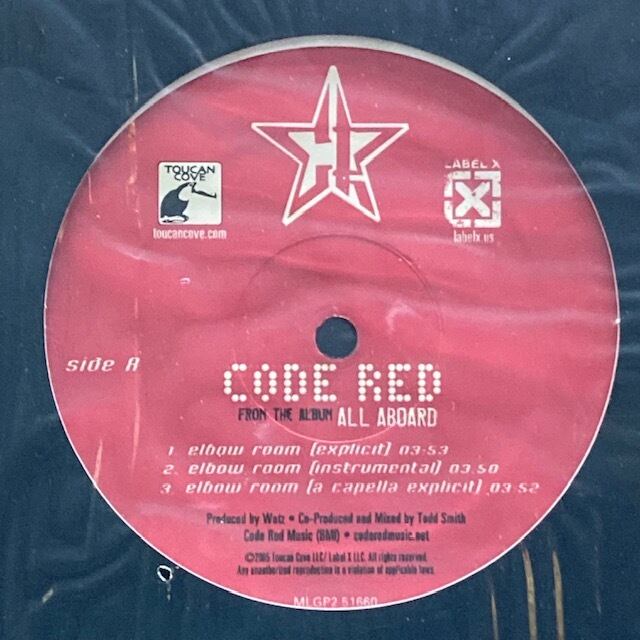 TOUCAN
COVE
toucancove.com
LABEL X
X
labelx.us
side A
CODE RED
FROM THE ALBUM ALL ABOARD
1. elbow room (explicit) 03:53
2. elbow room (instrumental) 03:50
3. elbow room (a capella explicit) 03:52
Produced by Watz • Co-Produced and Mixed by Todd Smith
Code Red Music (BMI) • coderedmusic.net
©2005 Toucan Cove LLC/ Label X LLC. All rights reserved.
Any unauthorized reproduction is a violation of applicable laws.
MLGP2 51660